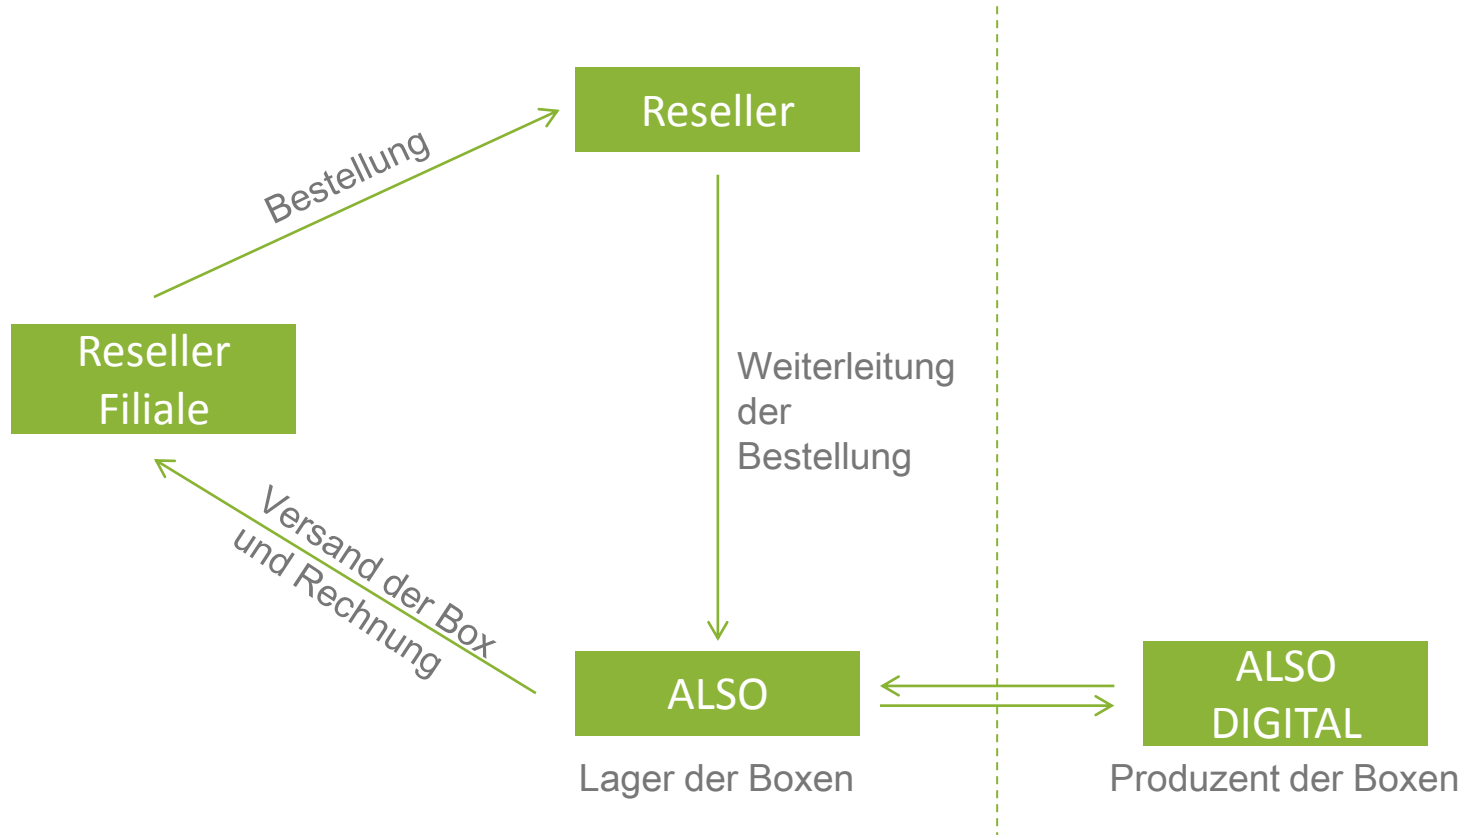 Reseller
Bestellung
Reseller
Filiale
Weiterleitung
der
Bestellung
Versand der Box
und Rechnung
ALSO
Lager der Boxen
ALSO
DIGITAL
Produzent der Boxen